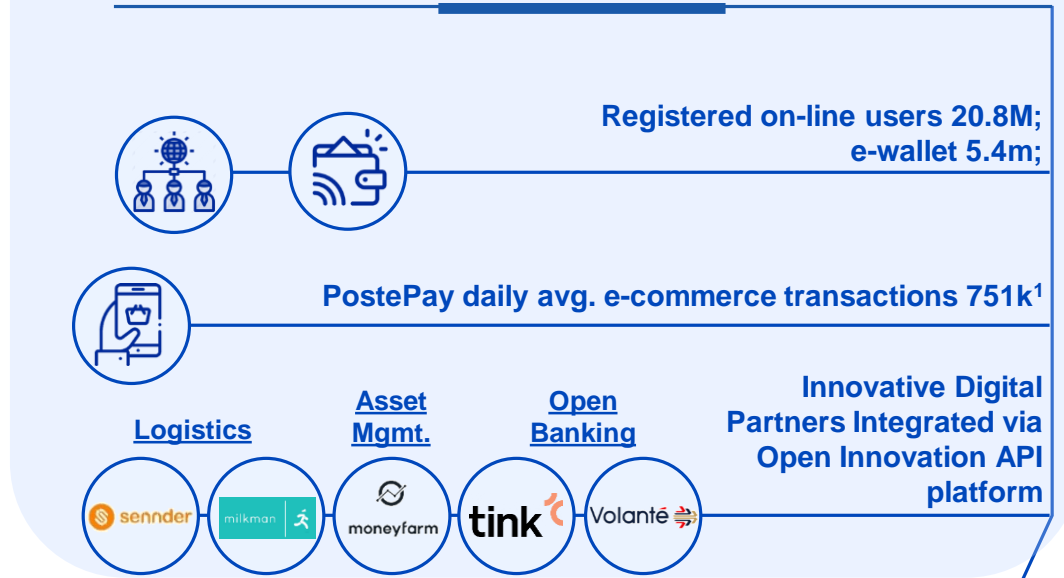 Registered on-line users 20.8M;
e-wallet 5.4m;
PostePay daily avg. e-commerce transactions 751k¹
Innovative Digital
Partners Integrated via
Open Innovation API
platform
Logistics
Asset
Mgmt.
Open
Banking
sennder
milkman
moneyfarm
tink
Volanté